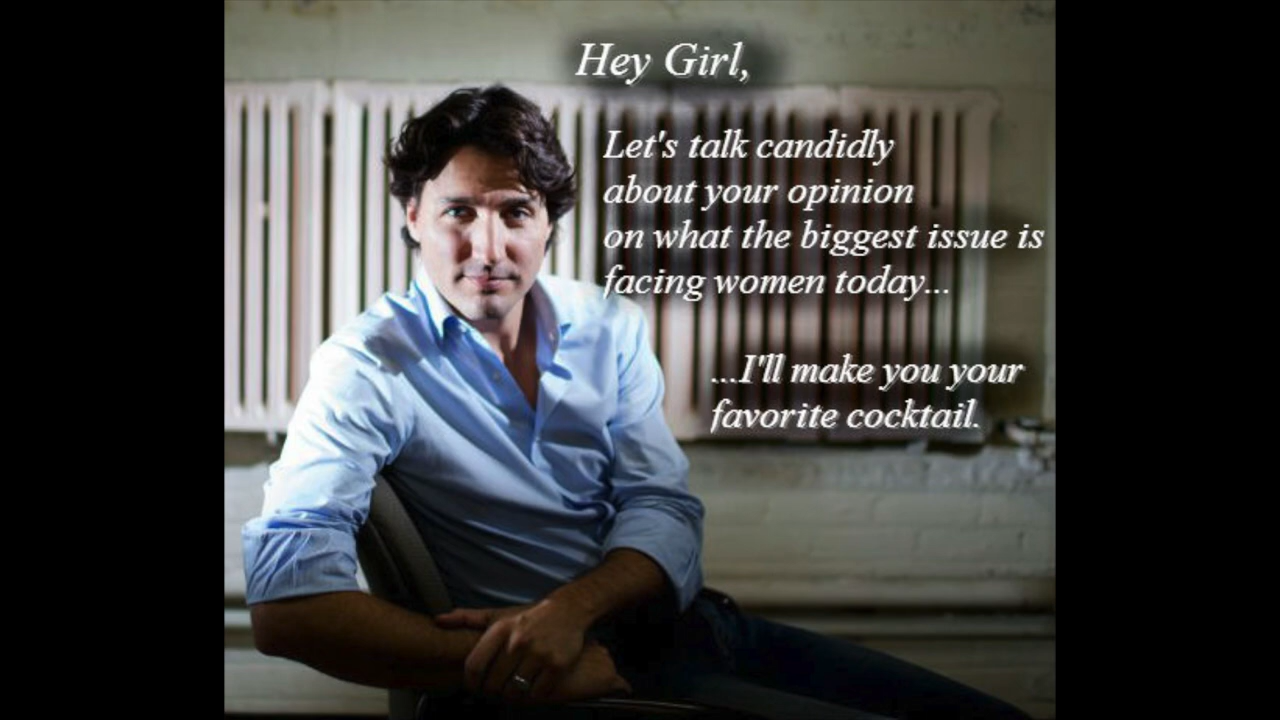 Hey Girl,
Let's talk candidly
about your opinion
on what the biggest issue is
facing women today...
...I'll make you your
favorite cocktail.